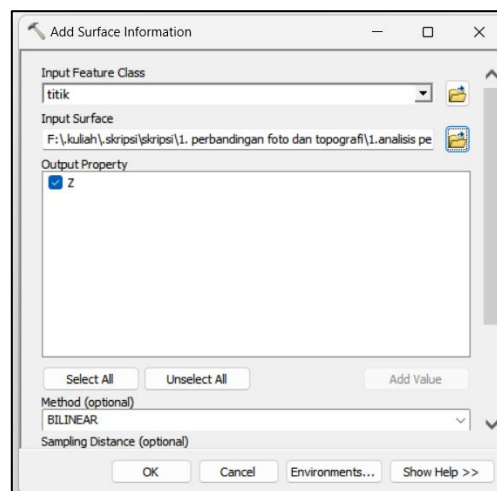 Add Surface Information
Input Feature Class
titik
Input Surface
F:\.kuliah\.skripsi\skripsi\1. perbandingan foto dan topografi\1.analisis pe
Output Property
Z
Select All Unselect All Add Value
Method (optional)
BILINEAR
Sampling Distance (optional)
OK Cancel Environments... Show Help >>